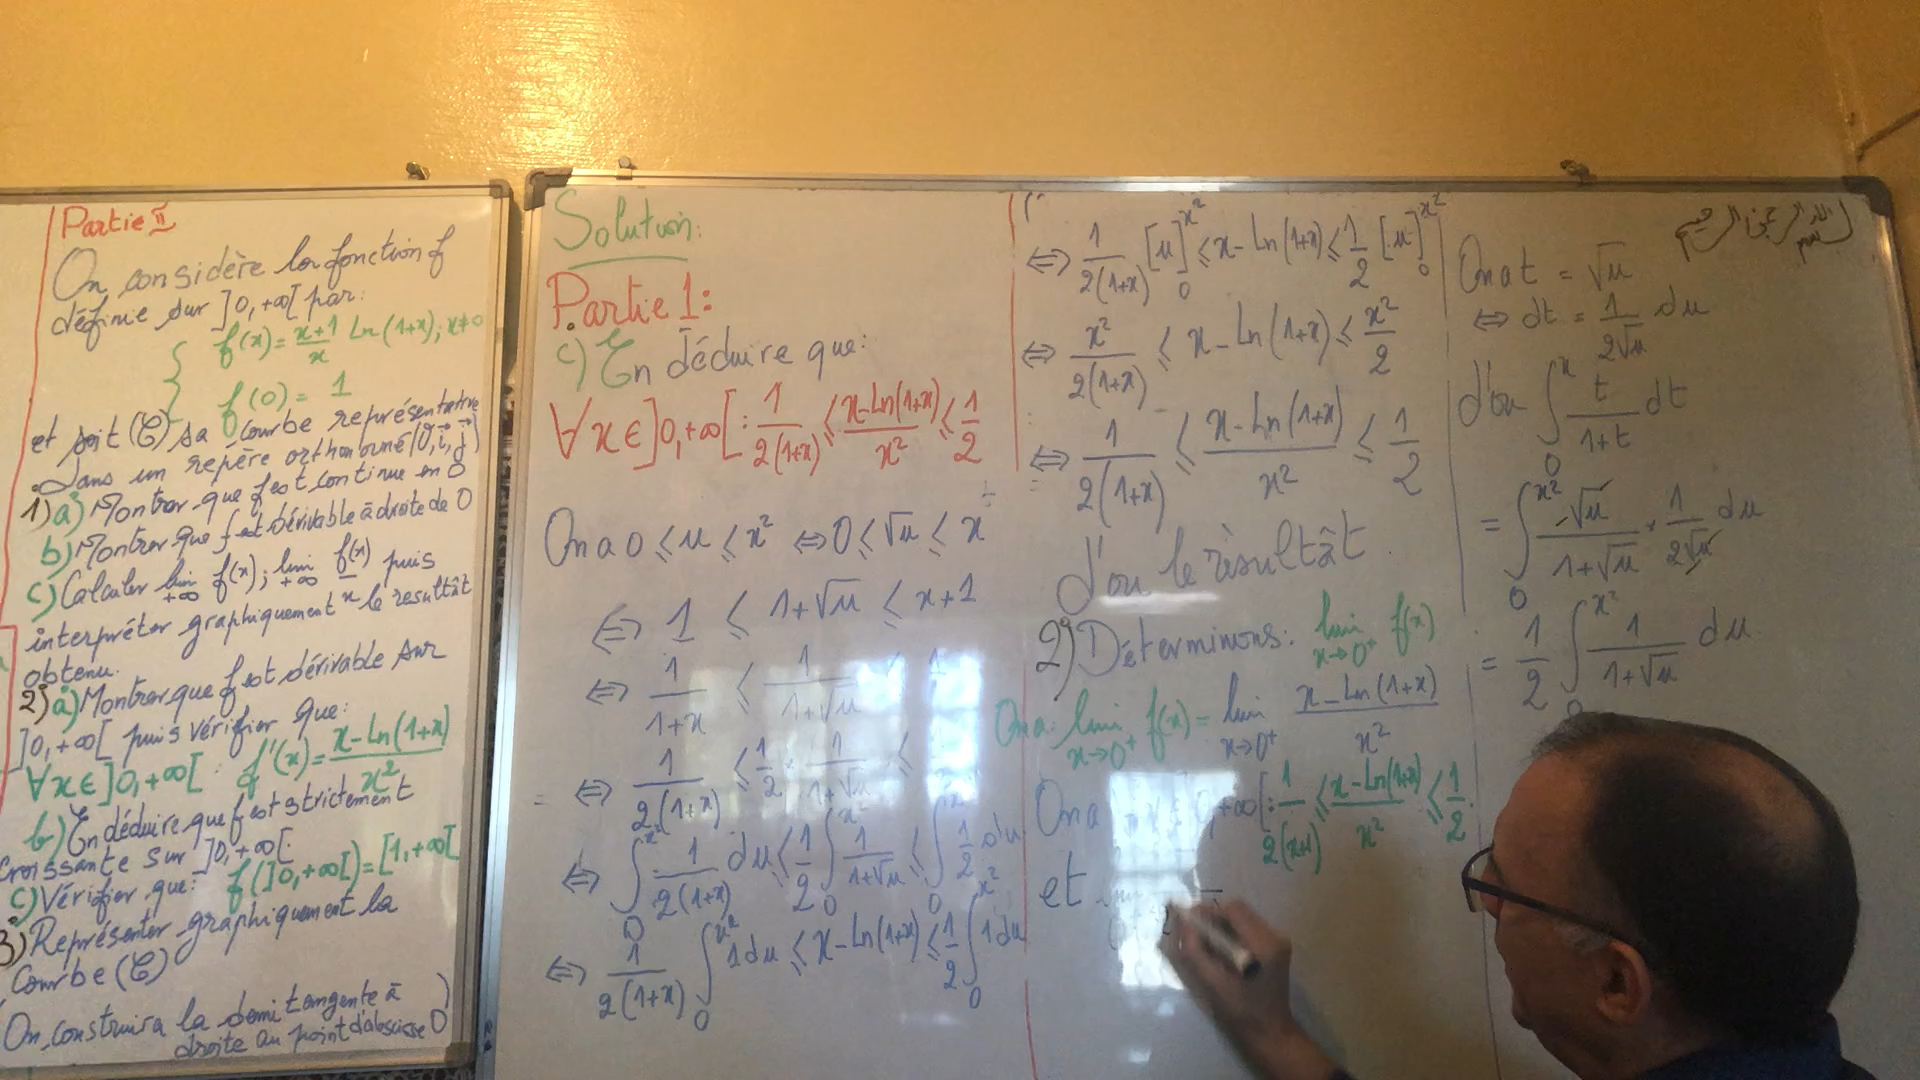 Partie II
On considère la fonction f
définie sur ]0,+∞[ par:
f(x) = x+1/x Ln(1+x); x≠0
f(0) = 1
et soit (C) sa courbe représentative
dans un repère orthonormé (O,i,j)
1) a) Montrer que f est continue en 0
b) Montrer que f est dérivable à droite de 0
c) Calculer lim +∞ f(x); lim +∞ f(x)/x puis
interpréter graphiquement le resultât
obtenu.
2) a) Montrer que f est dérivable sur
]0,+∞[ puis vérifier que:
∀x∈]0,+∞[: f'(x) = x-Ln(1+x)/x²
b) En déduire que f est strictement
croissante sur ]0,+∞[.
c) Vérifier que: f(]0,+∞[) = [1,+∞[
3) Représenter graphiquement la
courbe (C)
(On construira la demi tangente à
droite au point d'abscisse 0)
Solution:
Partie 1:
c) En déduire que:
∀x∈]0,+∞[: 1/2(1+x) ≤ x-Ln(1+x)/x² ≤ 1/2
On a 0 ≤ u ≤ x² ⇔ 0 ≤ √u ≤ x
⇔ 1 ≤ 1+√u ≤ x+1
⇔ 1/1+x ≤ 1/1+√u ≤ 1
⇔ 1/2(1+x) ≤ 1/2 · 1/1+√u ≤
⇔ ∫₀^x² 1/2(1+x) du ≤ 1/2 ∫₀^x² 1/1+√u ≤ ∫₀^x² 1/2 du
⇔ 1/2(1+x) ∫₀^x² 1du ≤ x-Ln(1+x) ≤ 1/2 ∫₀^x² 1du
⇔ 1/2(1+x) [u]₀^x² ≤ x-Ln(1+x) ≤ 1/2 [u]₀^x²
⇔ x²/2(1+x) ≤ x-Ln(1+x) ≤ x²/2
⇔ 1/2(1+x) ≤ x-Ln(1+x)/x² ≤ 1/2
d'ou le rèsultât
2) Déterminons: lim x→0⁺ f(x)
On a: lim x→0⁺ f(x) = lim x→0⁺ x-Ln(1+x)/x²
On a ,+∞[: 1/2(x+1) ≤ x-Ln(1+x)/x² ≤ 1/2.
et
بسم الله الرحمن الرحيم
On a t = √u
⇔ dt = 1/2√u du
d'ou ∫₀^x t/1+t dt
= ∫₀^x² √u/1+√u × 1/2√u du
= 1/2 ∫₀^x² 1/1+√u du